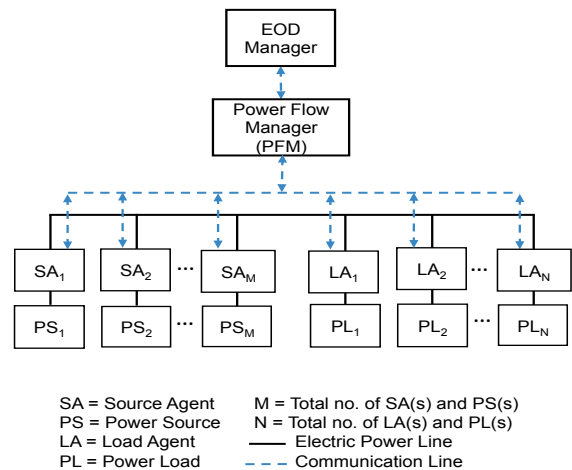 EOD
Manager
Power Flow
Manager
(PFM)
SA1 SA2 ... SAM LA1 LA2 ... LAN
PS1 PS2 ... PSM PL1 PL2 ... PLN
SA = Source Agent M = Total no. of SA(s) and PS(s)
PS = Power Source N = Total no. of LA(s) and PL(s)
LA = Load Agent Electric Power Line
PL = Power Load Communication Line